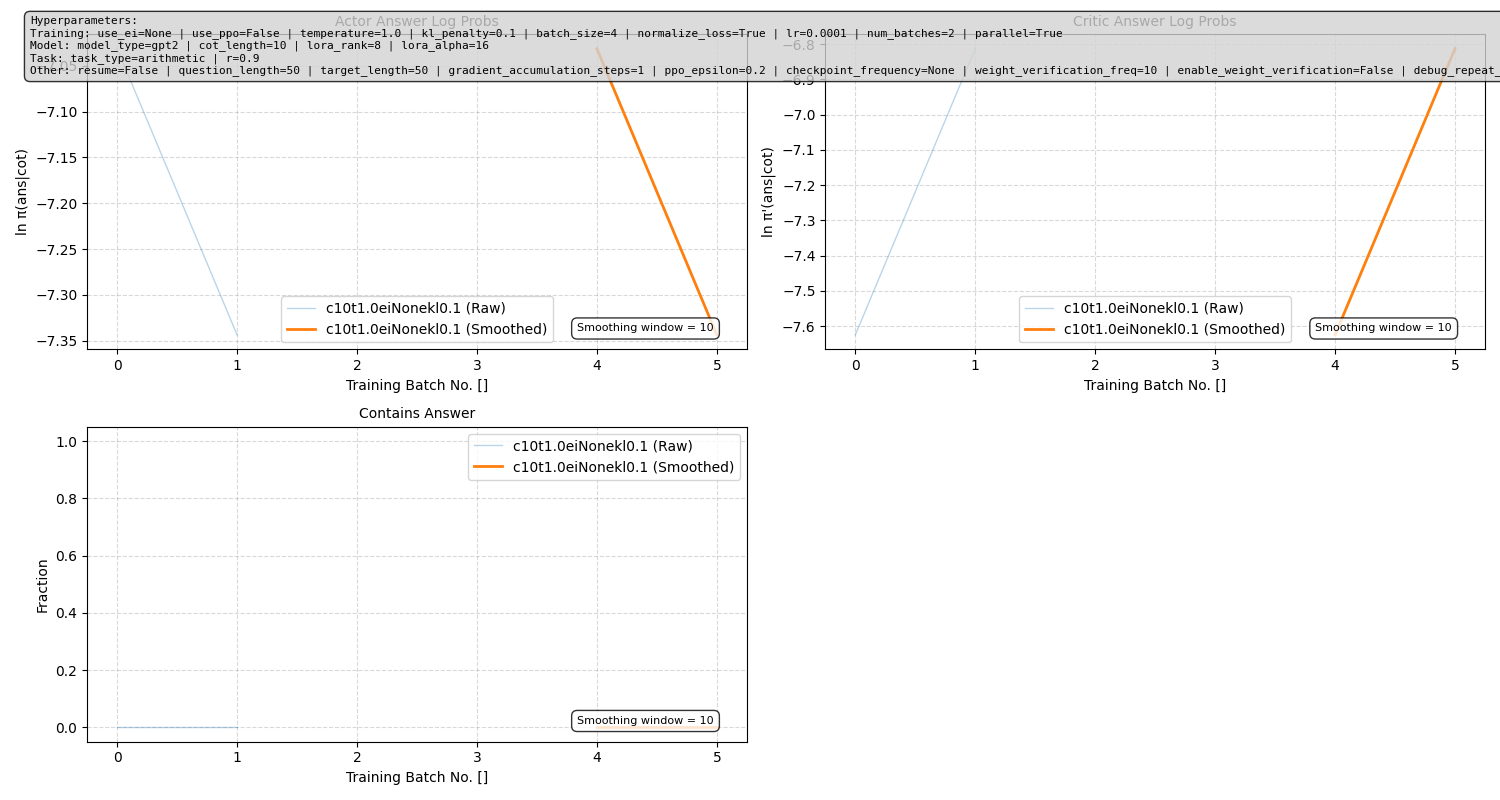 Actor Answer Log Probs
Critic Answer Log Probs
Hyperparameters:
Training: use_ei=None | use_ppo=False | temperature=1.0 | kl_penalty=0.1 | batch_size=4 | normalize_loss=True | lr=0.0001 | num_batches=2 | parallel=True
Model: model_type=gpt2 | cot_length=10 | lora_rank=8 | lora_alpha=16
Task: task_type=arithmetic | r=0.9
Other: resume=False | question_length=50 | target_length=50 | gradient_accumulation_steps=1 | ppo_epsilon=0.2 | checkpoint_frequency=None | weight_verification_freq=10 | enable_weight_verification=False | debug_repeat_
ln π(ans|cot)
−7.05
−7.10
−7.15
−7.20
−7.25
−7.30
−7.35
c10t1.0eiNonekl0.1 (Raw)
c10t1.0eiNonekl0.1 (Smoothed)
Smoothing window = 10
0 1 2 3 4 5
Training Batch No. []
ln π'(ans|cot)
−6.8
−6.9
−7.0
−7.1
−7.2
−7.3
−7.4
−7.5
−7.6
c10t1.0eiNonekl0.1 (Raw)
c10t1.0eiNonekl0.1 (Smoothed)
Smoothing window = 10
0 1 2 3 4 5
Training Batch No. []
Contains Answer
Fraction
1.0
0.8
0.6
0.4
0.2
0.0
c10t1.0eiNonekl0.1 (Raw)
c10t1.0eiNonekl0.1 (Smoothed)
Smoothing window = 10
0 1 2 3 4 5
Training Batch No. []